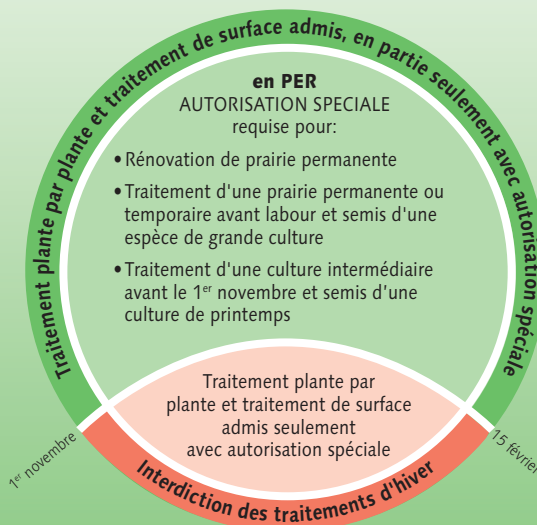 Traitement plante par plante et traitement de surface admis, en partie seulement avec autorisation spéciale
en PER
AUTORISATION SPECIALE
requise pour:
• Rénovation de prairie permanente
• Traitement d'une prairie permanente ou
temporaire avant labour et semis d'une
espèce de grande culture
• Traitement d'une culture intermédiaire
avant le 1er novembre et semis d'une
culture de printemps
Traitement plante par
plante et traitement de surface
admis seulement
avec autorisation spéciale
1er novembre
15 février
Interdiction des traitements d'hiver